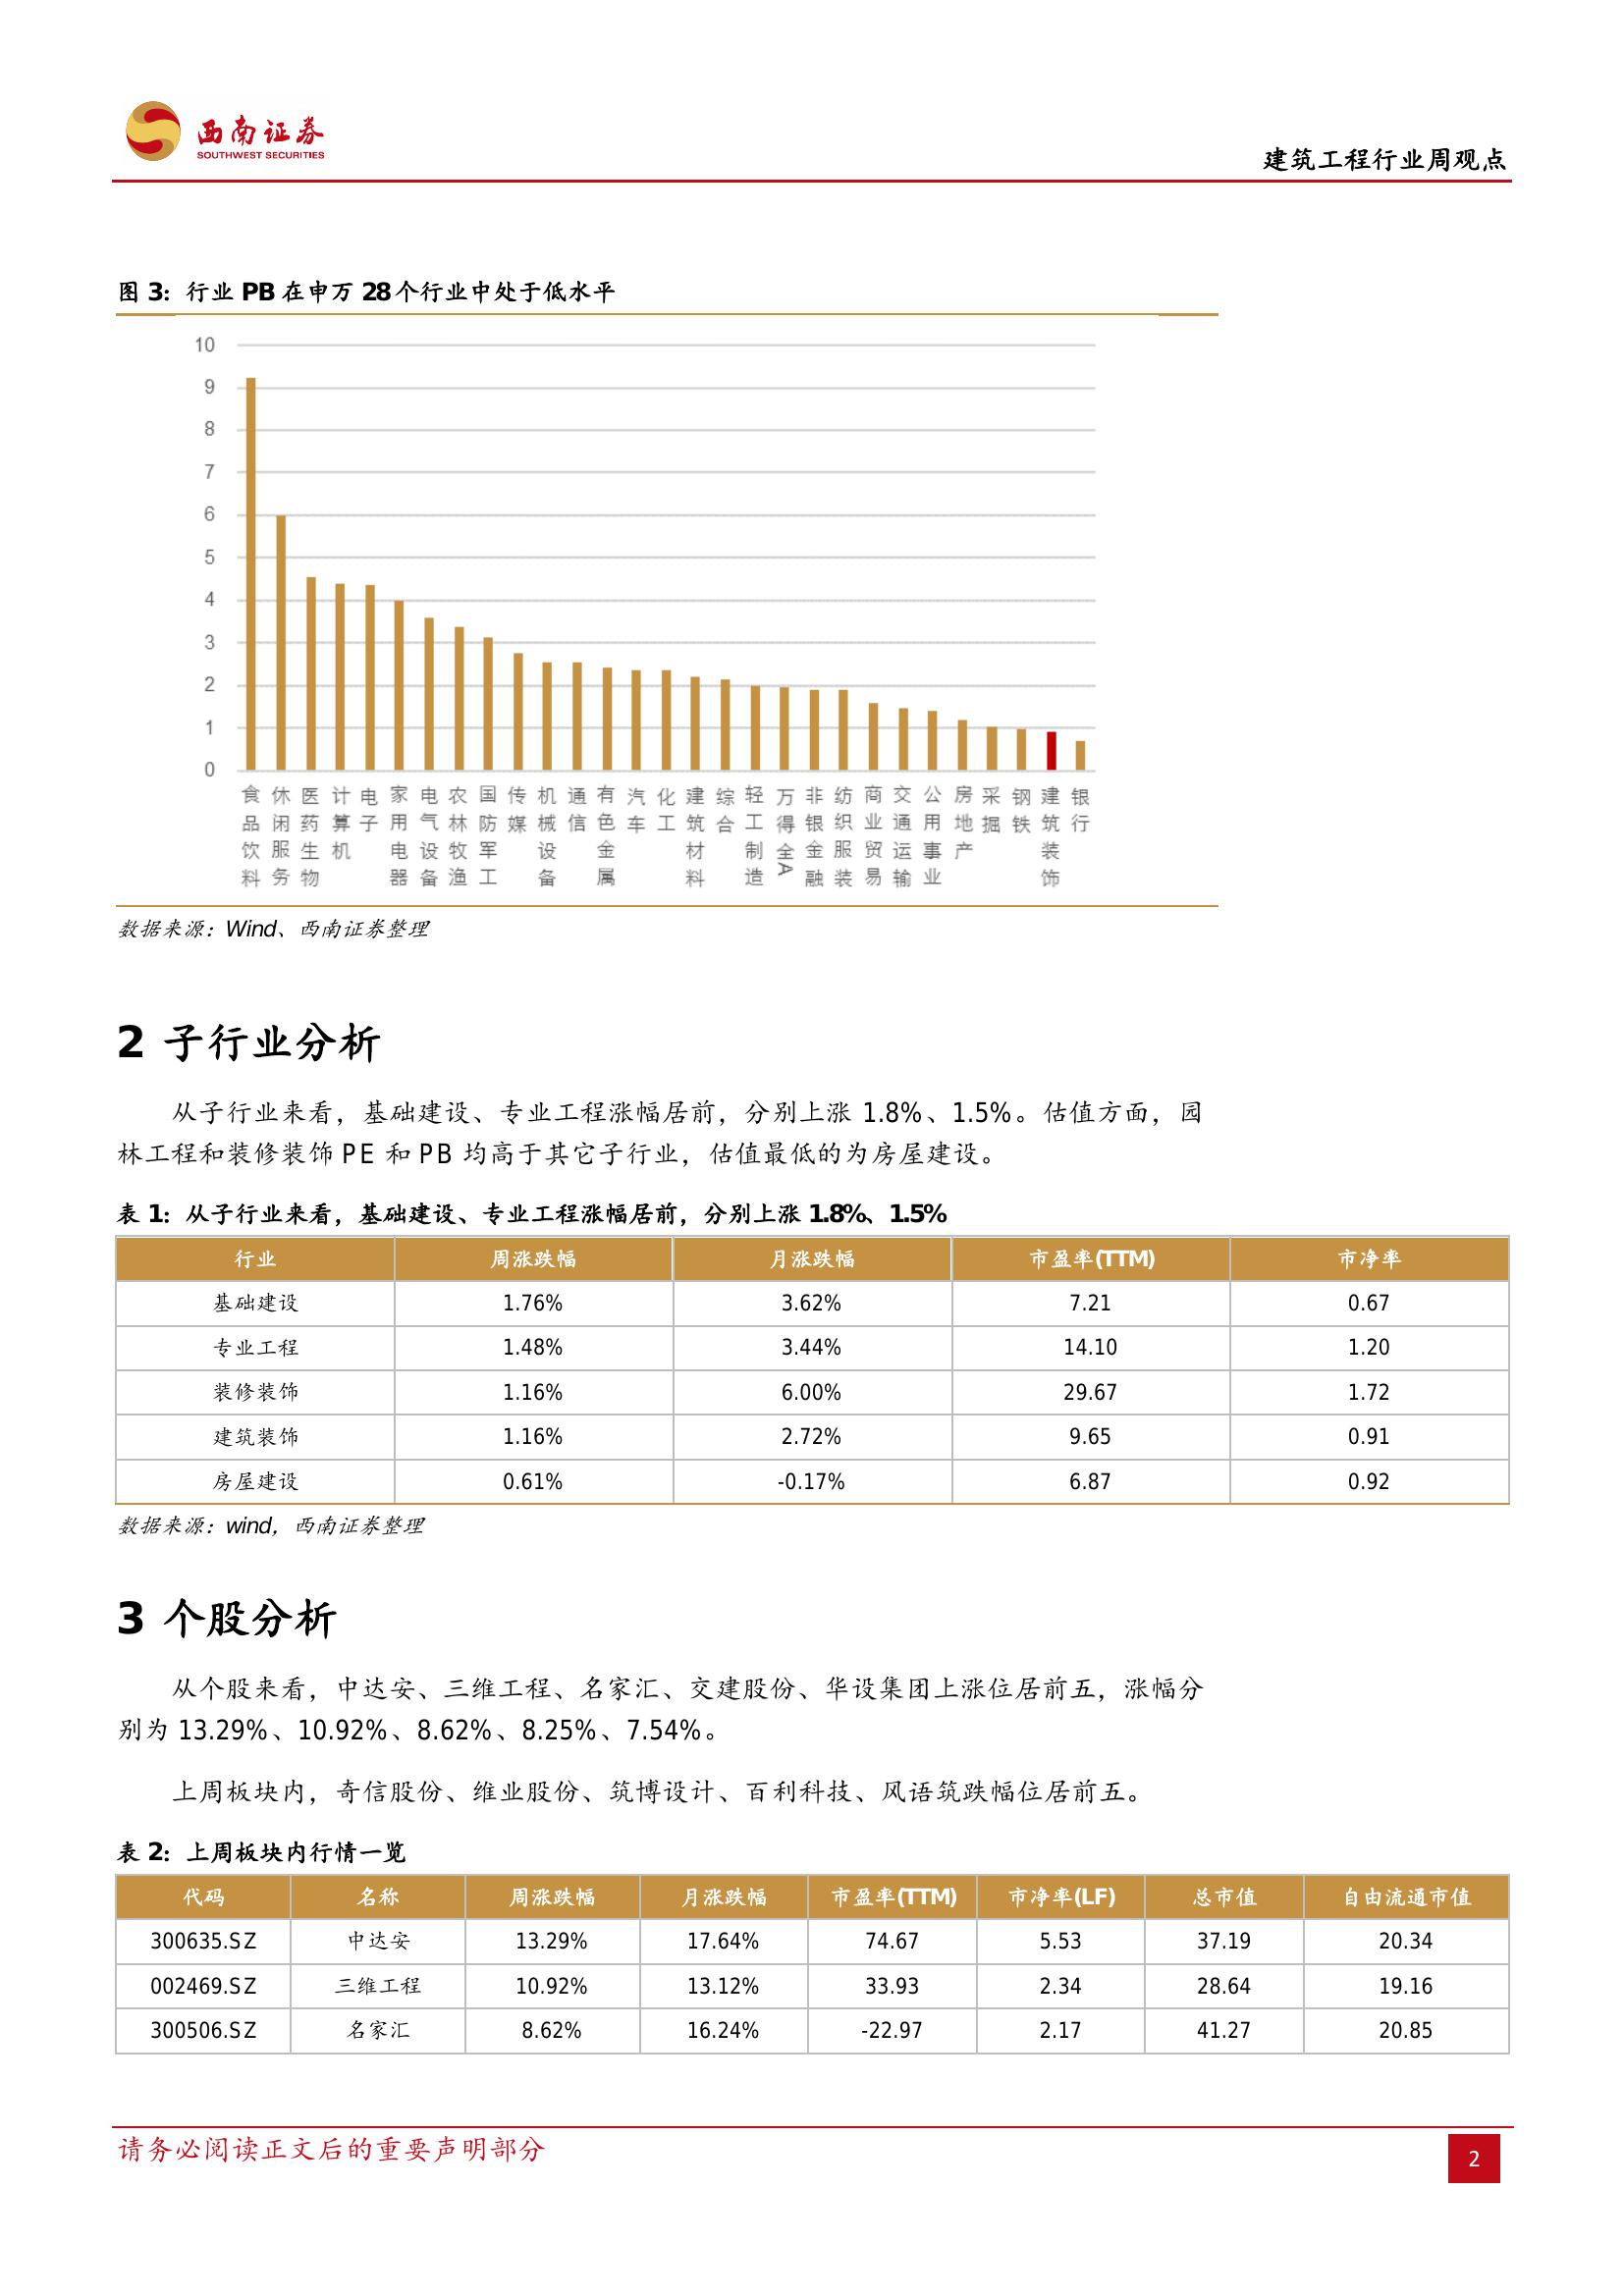 西南证券
SOUTHWEST SECURITIES
建筑工程行业周观点
图 3：行业 PB 在申万 28 个行业中处于低水平
10
9
8
7
6
5
4
3
2
1
0
食品饮料 休闲服务 医药生物 计算机 电子 家用电器 电气设备 农林牧渔 国防军工 传媒 机械设备 通信 有色金属 汽车 化工 建筑材料 综合 轻工制造 万得全A 非银金融 纺织服装 商业贸易 交通运输 公用事业 房地产 采掘 钢铁 建筑装饰 银行
数据来源：Wind、西南证券整理
2 子行业分析
从子行业来看，基础建设、专业工程涨幅居前，分别上涨 1.8%、1.5%。估值方面，园
林工程和装修装饰 PE 和 PB 均高于其它子行业，估值最低的为房屋建设。
表 1：从子行业来看，基础建设、专业工程涨幅居前，分别上涨 1.8%、1.5%
行业 周涨跌幅 月涨跌幅 市盈率(TTM) 市净率
基础建设 1.76% 3.62% 7.21 0.67
专业工程 1.48% 3.44% 14.10 1.20
装修装饰 1.16% 6.00% 29.67 1.72
建筑装饰 1.16% 2.72% 9.65 0.91
房屋建设 0.61% -0.17% 6.87 0.92
数据来源：wind，西南证券整理
3 个股分析
从个股来看，中达安、三维工程、名家汇、交建股份、华设集团上涨位居前五，涨幅分
别为 13.29%、10.92%、8.62%、8.25%、7.54%。
上周板块内，奇信股份、维业股份、筑博设计、百利科技、风语筑跌幅位居前五。
表 2：上周板块内行情一览
代码 名称 周涨跌幅 月涨跌幅 市盈率(TTM) 市净率(LF) 总市值 自由流通市值
300635.SZ 中达安 13.29% 17.64% 74.67 5.53 37.19 20.34
002469.SZ 三维工程 10.92% 13.12% 33.93 2.34 28.64 19.16
300506.SZ 名家汇 8.62% 16.24% -22.97 2.17 41.27 20.85
请务必阅读正文后的重要声明部分
2